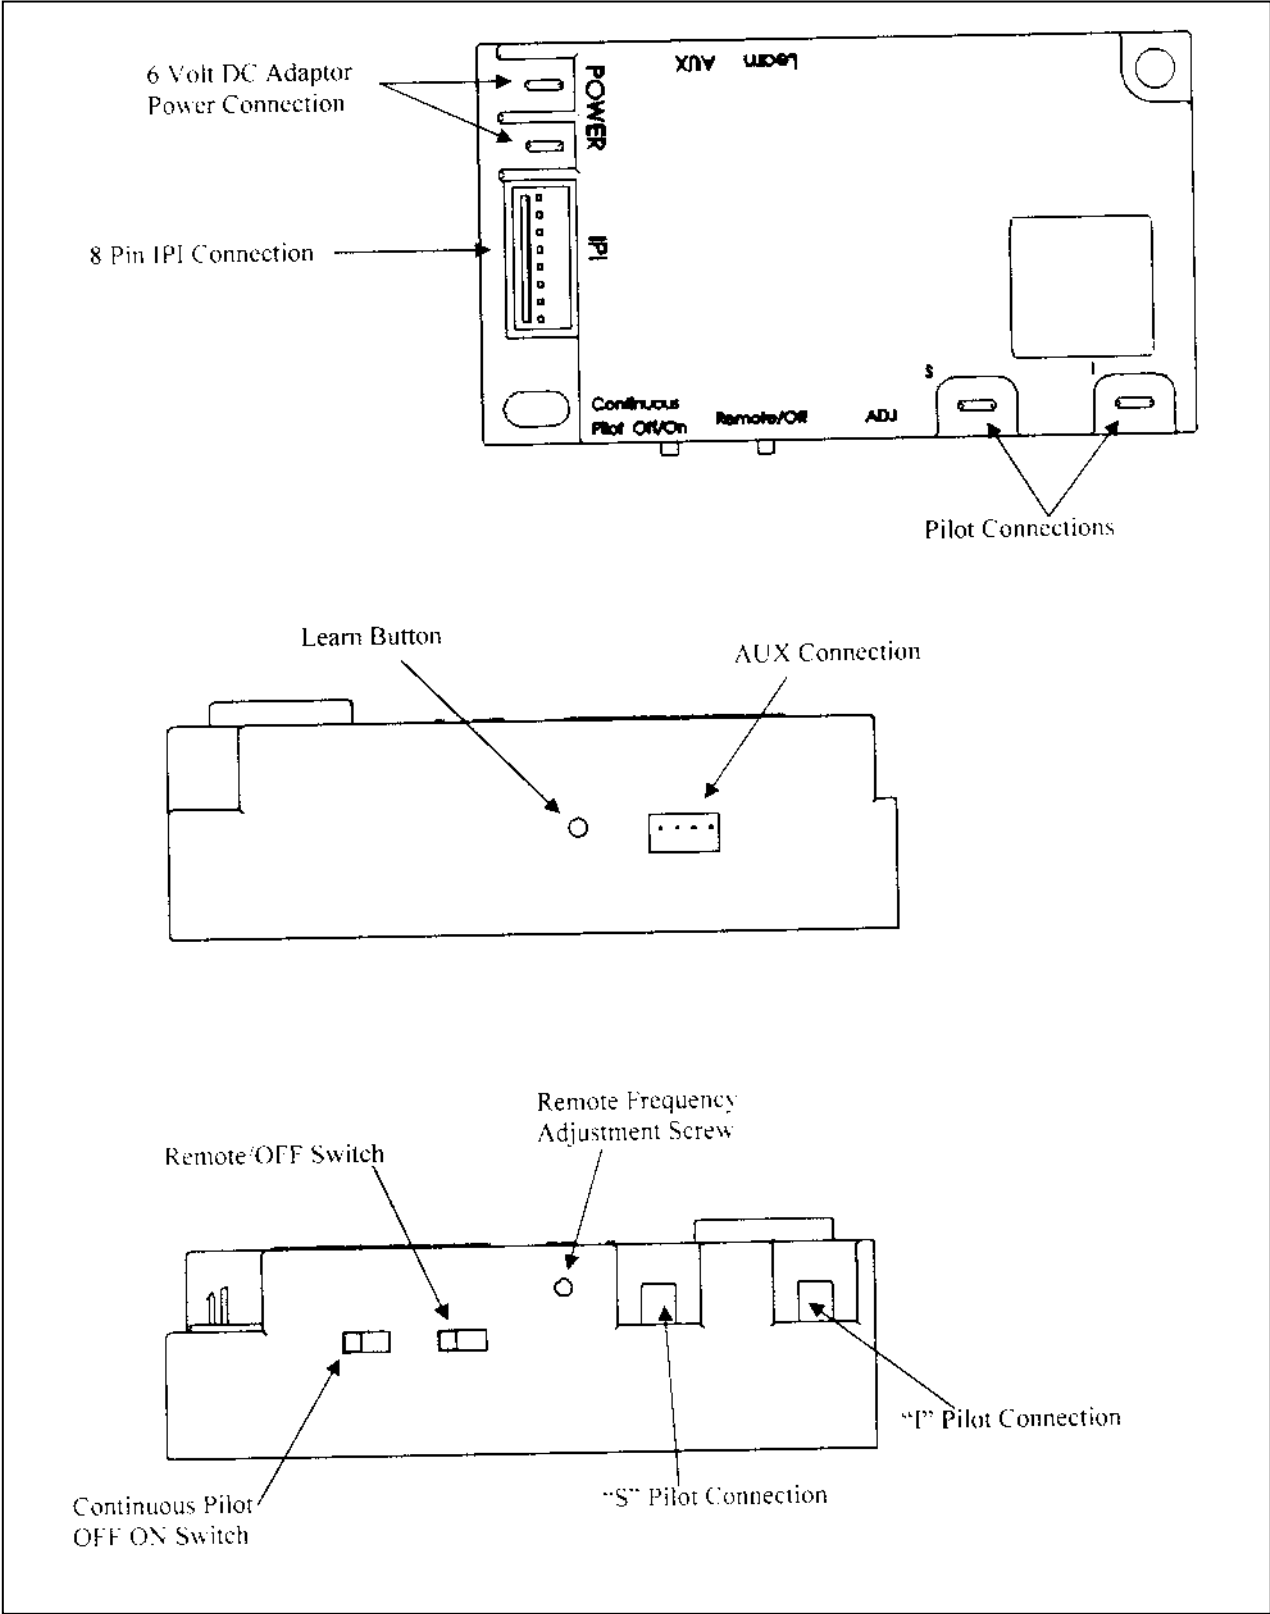 6 Volt DC Adaptor
Power Connection
AUX Learn
POWER
8 Pin IPI Connection
IPI
S
I
Continuous
Pilot Off/On
Remote/Off
ADJ
Pilot Connections
Learn Button
AUX Connection
Remote Frequency
Adjustment Screw
Remote/OFF Switch
"I" Pilot Connection
"S" Pilot Connection
Continuous Pilot
OFF ON Switch